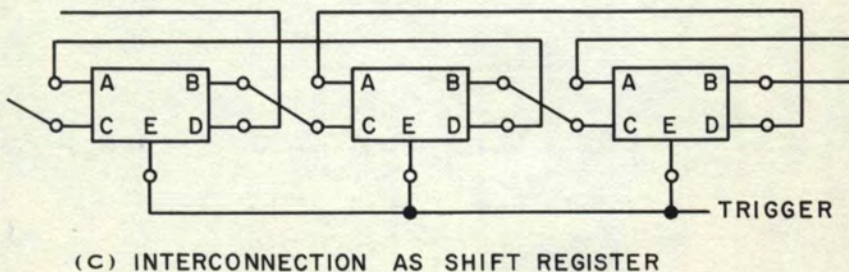 A B A B A B
C E D C E D C E D
TRIGGER
(C) INTERCONNECTION AS SHIFT REGISTER